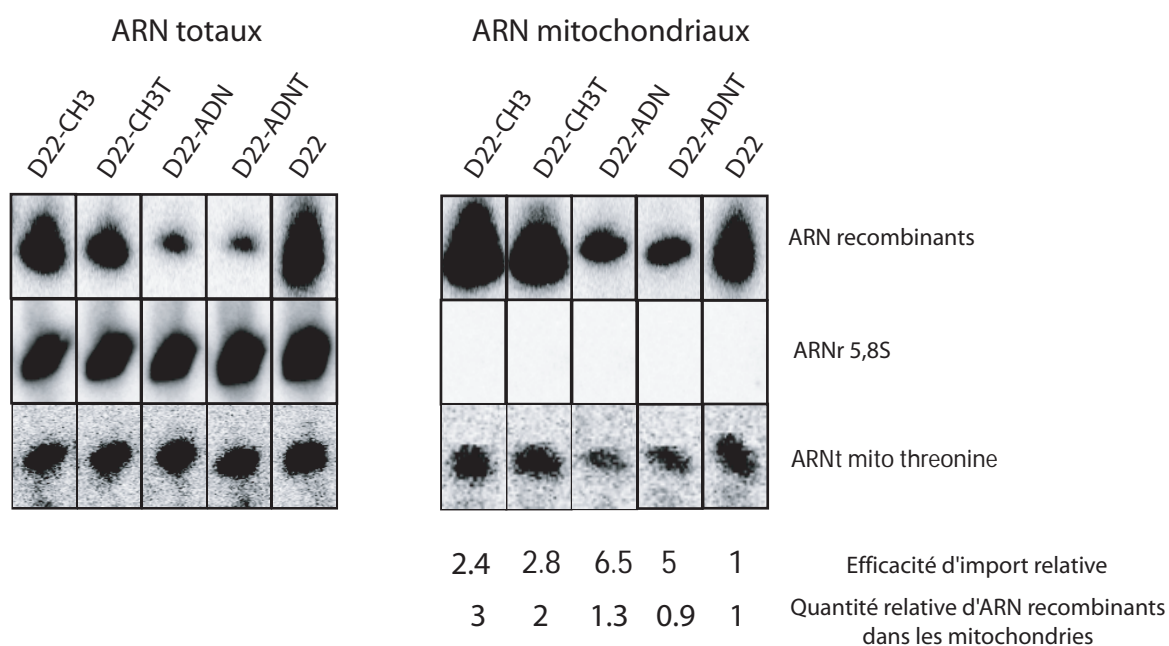 ARN totaux
ARN mitochondriaux
D22-CH3
D22-CH3T
D22-ADN
D22-ADNT
D22
D22-CH3
D22-CH3T
D22-ADN
D22-ADNT
D22
ARN recombinants
ARNr 5,8S
ARNt mito threonine
2.4 2.8 6.5 5 1 Efficacité d'import relative
3 2 1.3 0.9 1 Quantité relative d'ARN recombinants
dans les mitochondries